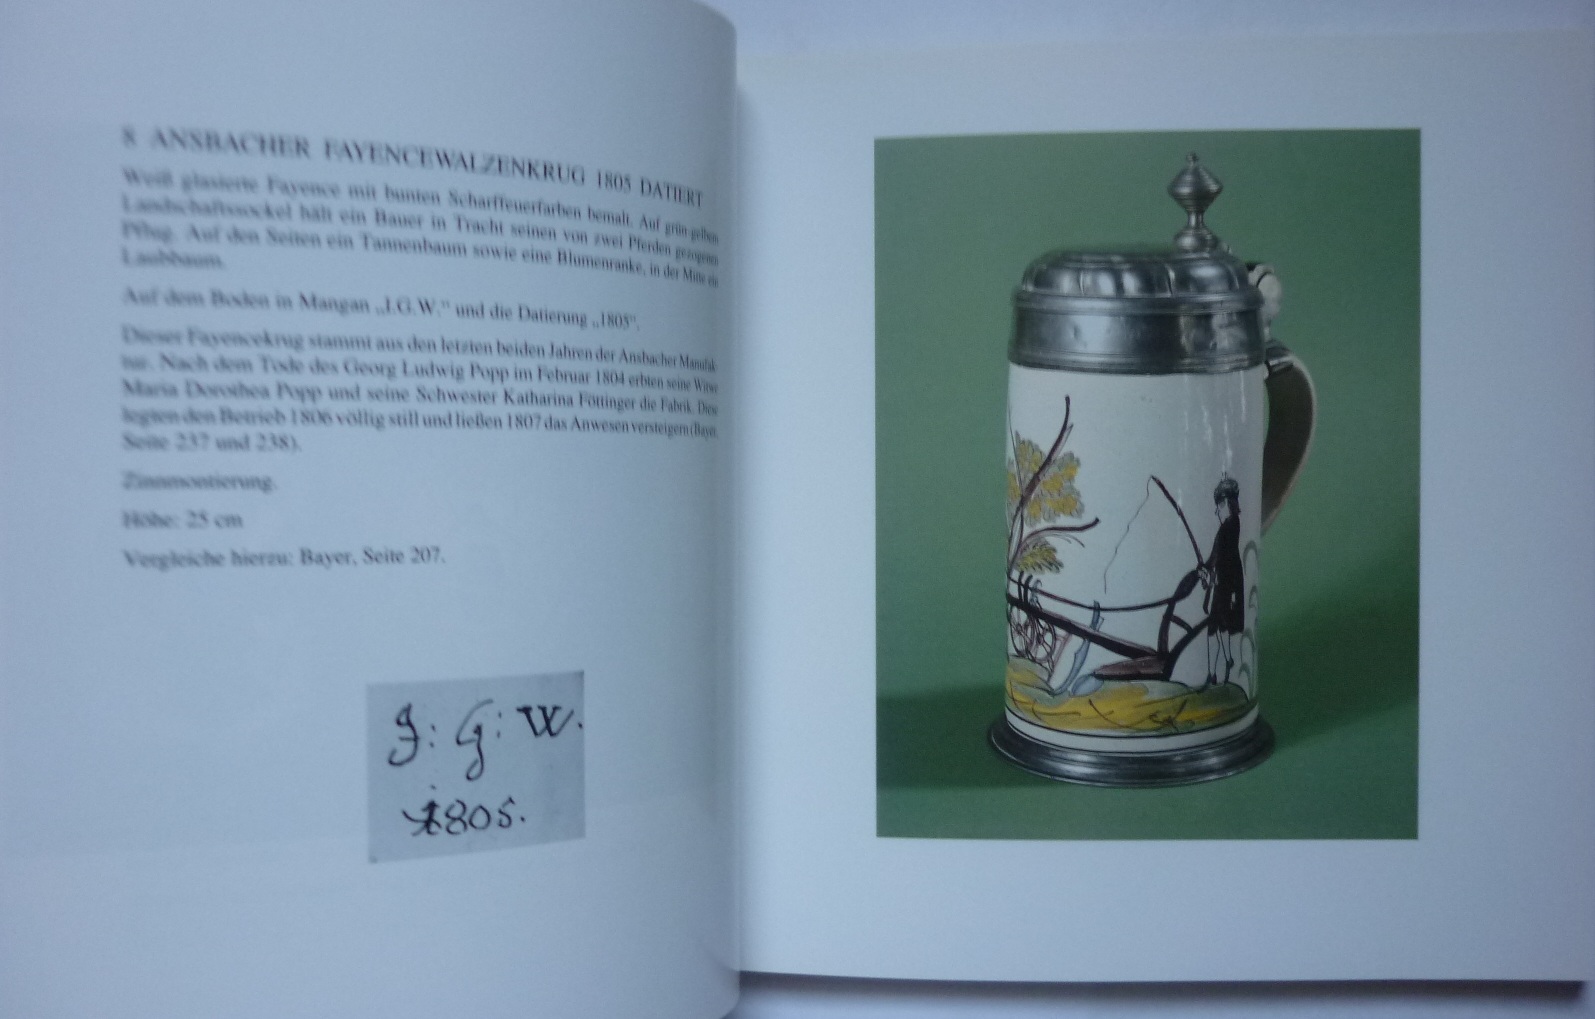 8 ANSBACHER FAYENCEWALZENKRUG 1805 DATIERT
Weiß glasierte Fayence mit bunten Scharffeuerfarben bemalt. Auf grün-gelbem
Landschaftssockel hält ein Bauer in Tracht seinen von zwei Pferden gezogenen
Pflug. Auf den Seiten ein Tannenbaum sowie eine Blumenranke, in der Mitte ein
Laubbaum.
Auf dem Boden in Mangan „J.G.W.“ und die Datierung „1805“.
Dieser Fayencekrug stammt aus den letzten beiden Jahren der Ansbacher Manufak-
tur. Nach dem Tode des Georg Ludwig Popp im Februar 1804 erbten seine Witwe
Maria Dorothea Popp und seine Schwester Katharina Föttinger die Fabrik. Diese
legten den Betrieb 1806 völlig still und ließen 1807 das Anwesen versteigern (Bayer,
Seite 237 und 238).
Zinnmontierung.
Höhe: 25 cm
Vergleiche hierzu: Bayer, Seite 207.
J: G: W.
1805.